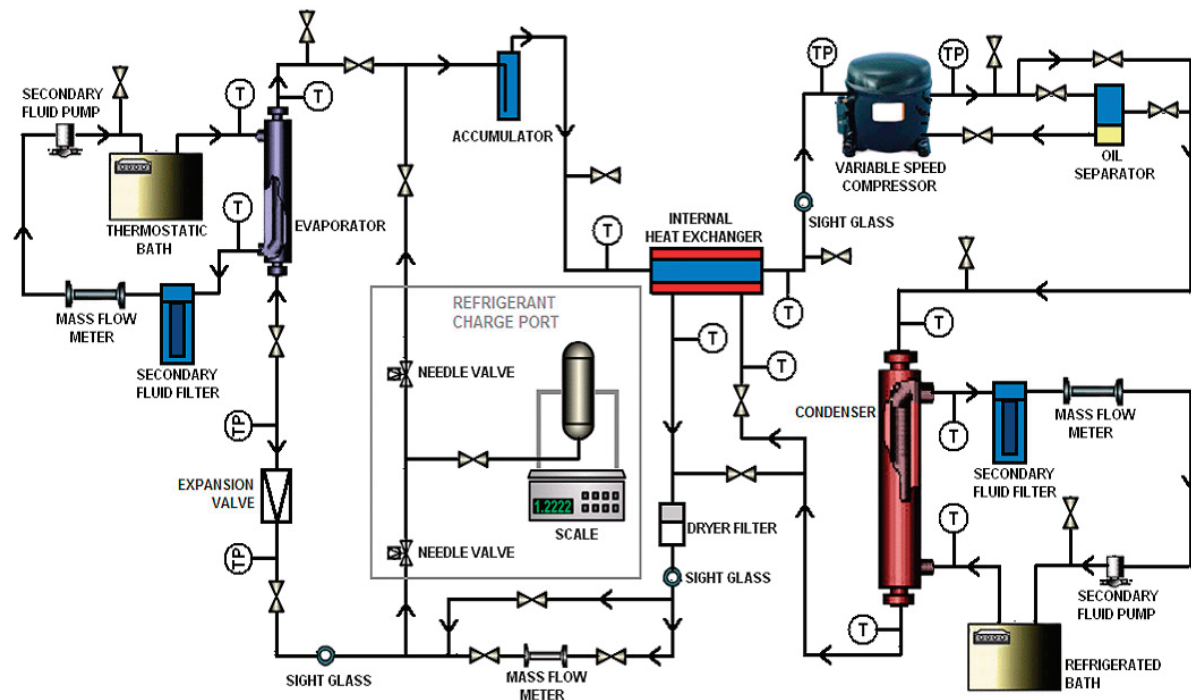 TP
TP
SECONDARY
FLUID PUMP
T
T
ACCUMULATOR
OIL
SEPARATOR
VARIABLE SPEED
COMPRESSOR
THERMOSTATIC
BATH
T
EVAPORATOR
SIGHT GLASS
INTERNAL
HEAT EXCHANGER
T
T
MASS FLOW
METER
SECONDARY
FLUID FILTER
REFRIGERANT
CHARGE PORT
T
T
T
NEEDLE VALVE
CONDENSER
T
MASS FLOW
METER
SECONDARY
FLUID FILTER
TP
EXPANSION
VALVE
1.2222
SCALE
DRYER FILTER
T
TP
NEEDLE VALVE
SIGHT GLASS
SECONDARY
FLUID PUMP
T
SIGHT GLASS
MASS FLOW
METER
REFRIGERATED
BATH